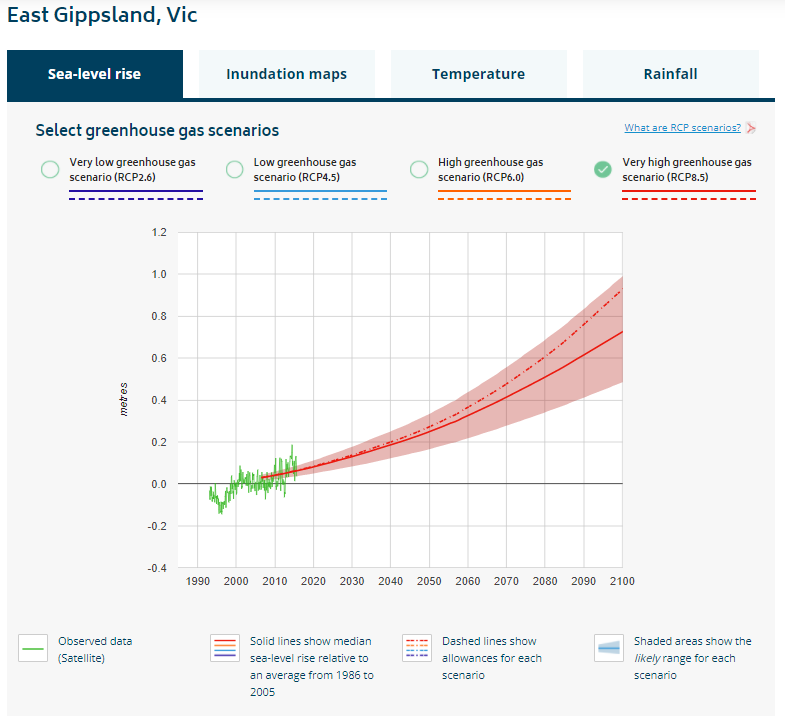 East Gippsland, Vic
Sea-level rise
Inundation maps
Temperature
Rainfall
Select greenhouse gas scenarios
What are RCP scenarios?
Very low greenhouse gas
scenario (RCP2.6)
Low greenhouse gas
scenario (RCP4.5)
High greenhouse gas
scenario (RCP6.0)
Very high greenhouse gas
scenario (RCP8.5)
1.2
1.0
0.8
0.6
0.4
0.2
0.0
-0.2
-0.4
metres
1990 2000 2010 2020 2030 2040 2050 2060 2070 2080 2090 2100
Observed data
(Satellite)
Solid lines show median
sea-level rise relative to
an average from 1986 to
2005
Dashed lines show
allowances for each
scenario
Shaded areas show the
likely range for each
scenario